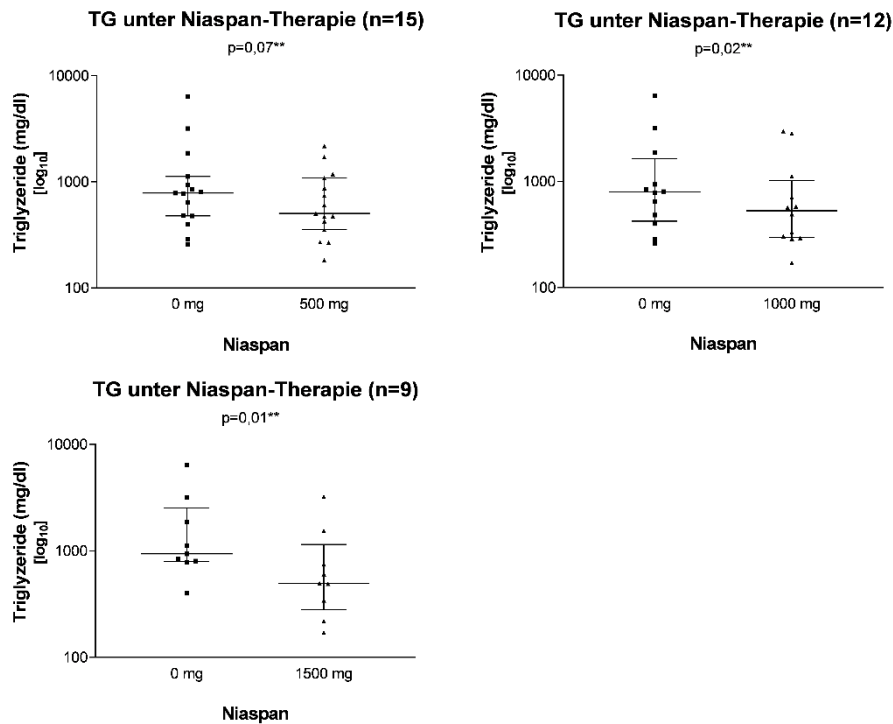 TG unter Niaspan-Therapie (n=15)
p=0,07**
Triglyzeride (mg/dl)
[log10]
10000
1000
100
0 mg
500 mg
Niaspan
TG unter Niaspan-Therapie (n=12)
p=0,02**
Triglyzeride (mg/dl)
[log10]
10000
1000
100
0 mg
1000 mg
Niaspan
TG unter Niaspan-Therapie (n=9)
p=0,01**
Triglyzeride (mg/dl)
[log10]
10000
1000
100
0 mg
1500 mg
Niaspan